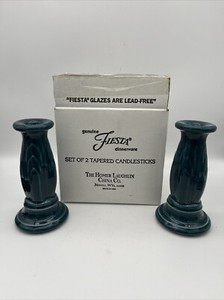 "FIESTA" GLAZES ARE LEAD-FREE"
genuine
FIESTA
dinnerware
SET OF 2 TAPERED CANDLESTICKS
THE HOMER LAUGHLIN
CHINA CO.